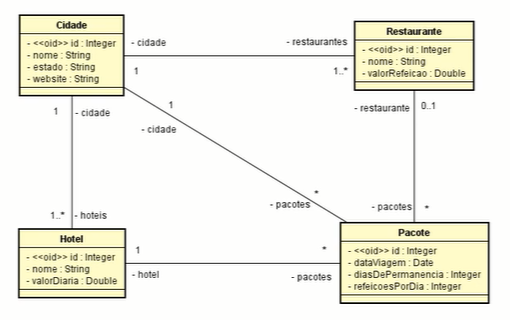 Cidade
- <<oid>> id : Integer
- nome : String
- estado : String
- website : String
- cidade
- restaurantes
1
1..*
Restaurante
- <<oid>> id : Integer
- nome : String
- valorRefeicao : Double
1
- cidade
1
- cidade
- restaurante
0..1
1..*
- hoteis
*
- pacotes
- pacotes
*
Hotel
- <<oid>> id : Integer
- nome : String
- valorDiaria : Double
1
- hotel
*
- pacotes
Pacote
- <<oid>> id : Integer
- dataViagem : Date
- diasDePermanencia : Integer
- refeicoesPorDia : Integer